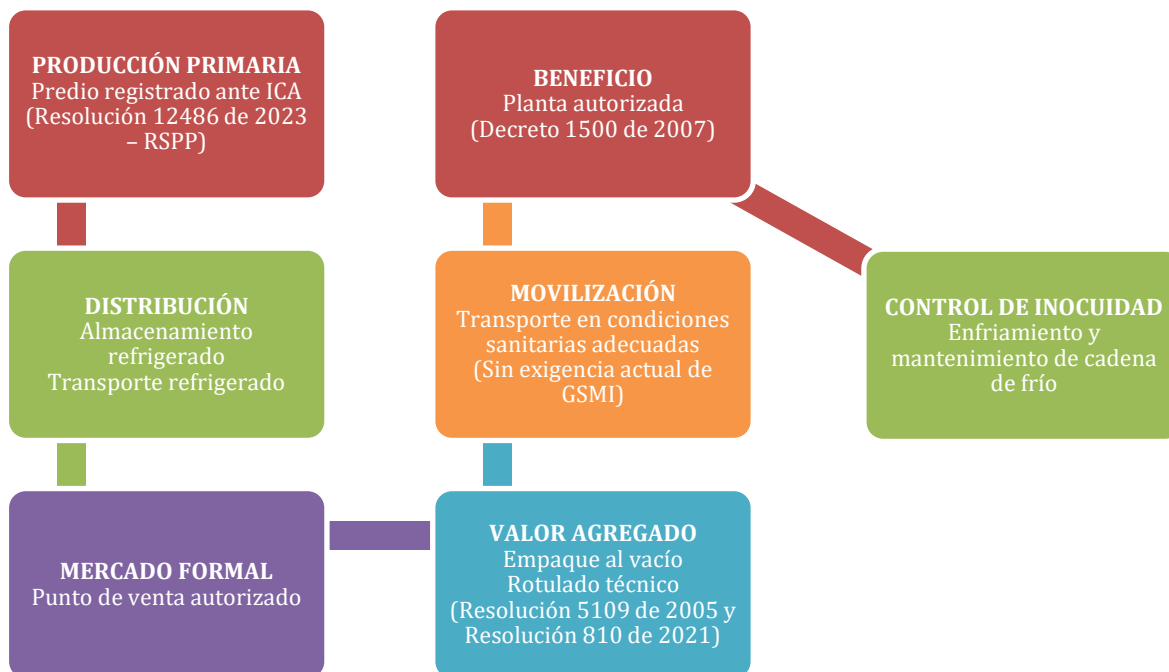 PRODUCCIÓN PRIMARIA
Predio registrado ante ICA
(Resolución 12486 de 2023
– RSPP)
DISTRIBUCIÓN
Almacenamiento
refrigerado
Transporte refrigerado
MERCADO FORMAL
Punto de venta autorizado
VALOR AGREGADO
Empaque al vacío
Rotulado técnico
(Resolución 5109 de 2005 y
Resolución 810 de 2021)
MOVILIZACIÓN
Transporte en condiciones
sanitarias adecuadas
(Sin exigencia actual de
GSMI)
BENEFICIO
Planta autorizada
(Decreto 1500 de 2007)
CONTROL DE INOCUIDAD
Enfriamiento y
mantenimiento de cadena
de frío